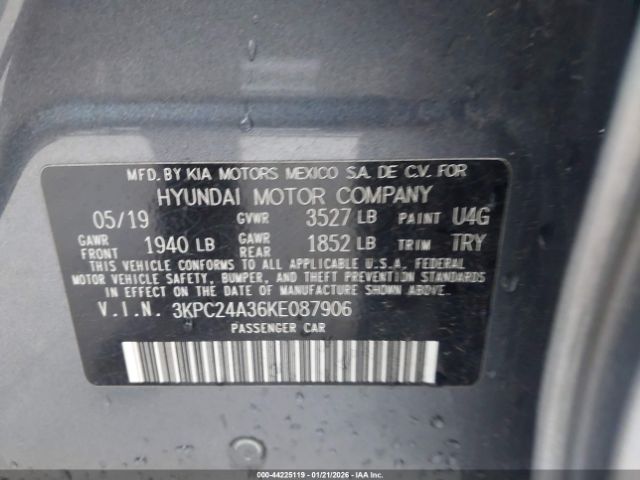 MFD. BY KIA MOTORS MEXICO S.A. DE C.V. FOR
HYUNDAI MOTOR COMPANY
05/19 GVWR 3527 LB PAINT U4G
GAWR FRONT 1940 LB GAWR REAR 1852 LB TRIM TRY
THIS VEHICLE CONFORMS TO ALL APPLICABLE U.S.A. FEDERAL
MOTOR VEHICLE SAFETY, BUMPER, AND THEFT PREVENTION STANDARDS
IN EFFECT ON THE DATE OF MANUFACTURE SHOWN ABOVE.
V.I.N. 3KPC24A36KE087906
PASSENGER CAR
© IAA - 44225119 | 01/21/2026 - © IAA